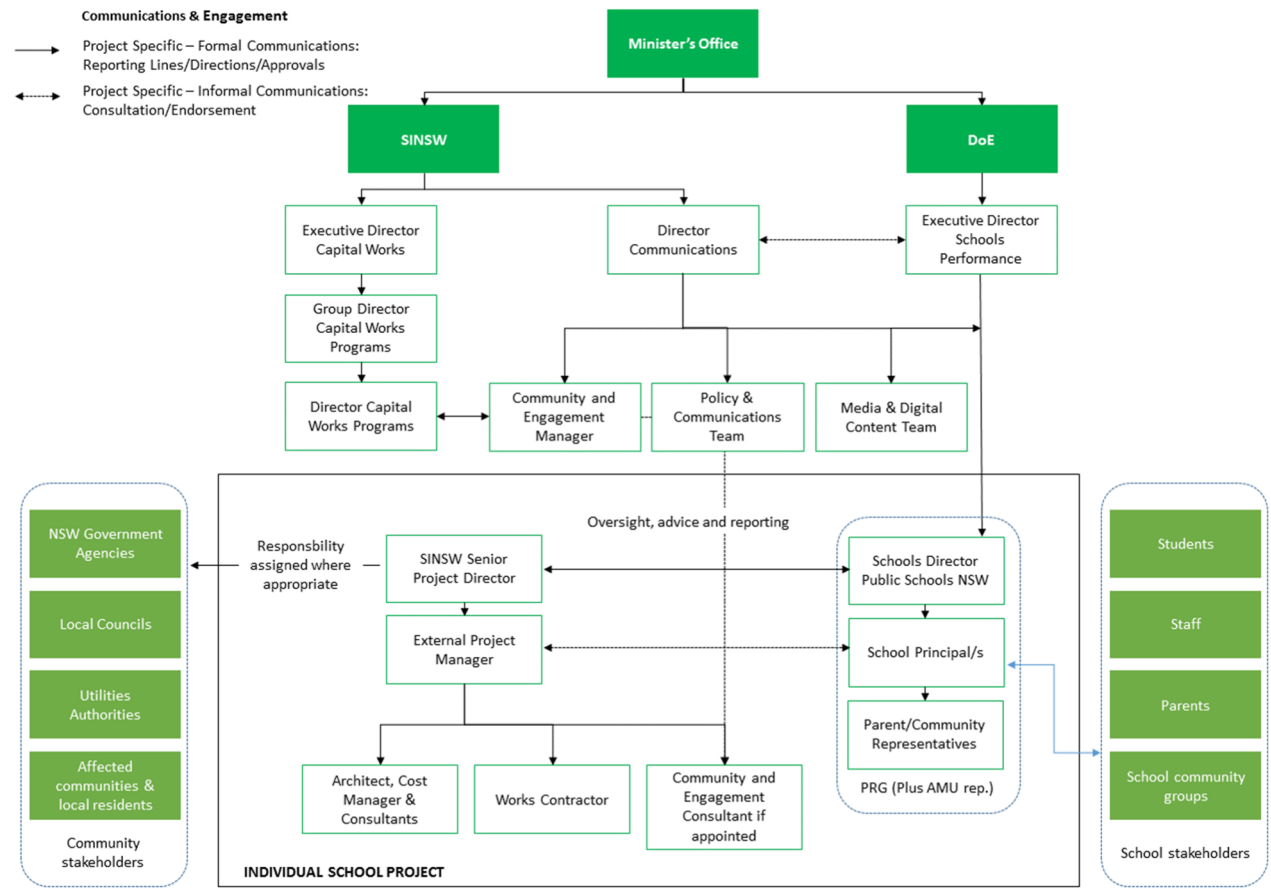 Communications & Engagement
Project Specific – Formal Communications:
Reporting Lines/Directions/Approvals
Project Specific – Informal Communications:
Consultation/Endorsement
Minister's Office
SINSW
DoE
Executive Director
Capital Works
Director
Communications
Executive Director
Schools
Performance
Group Director
Capital Works
Programs
Director Capital
Works Programs
Community and
Engagement
Manager
Policy &
Communications
Team
Media & Digital
Content Team
NSW Government
Agencies
Local Councils
Utilities
Authorities
Affected
communities &
local residents
Community
stakeholders
Responsbility
assigned where
appropriate
Oversight, advice and reporting
SINSW Senior
Project Director
External Project
Manager
Architect, Cost
Manager &
Consultants
Works Contractor
Community and
Engagement
Consultant if
appointed
Schools Director
Public Schools NSW
School Principal/s
Parent/Community
Representatives
PRG (Plus AMU rep.)
INDIVIDUAL SCHOOL PROJECT
Students
Staff
Parents
School community
groups
School stakeholders